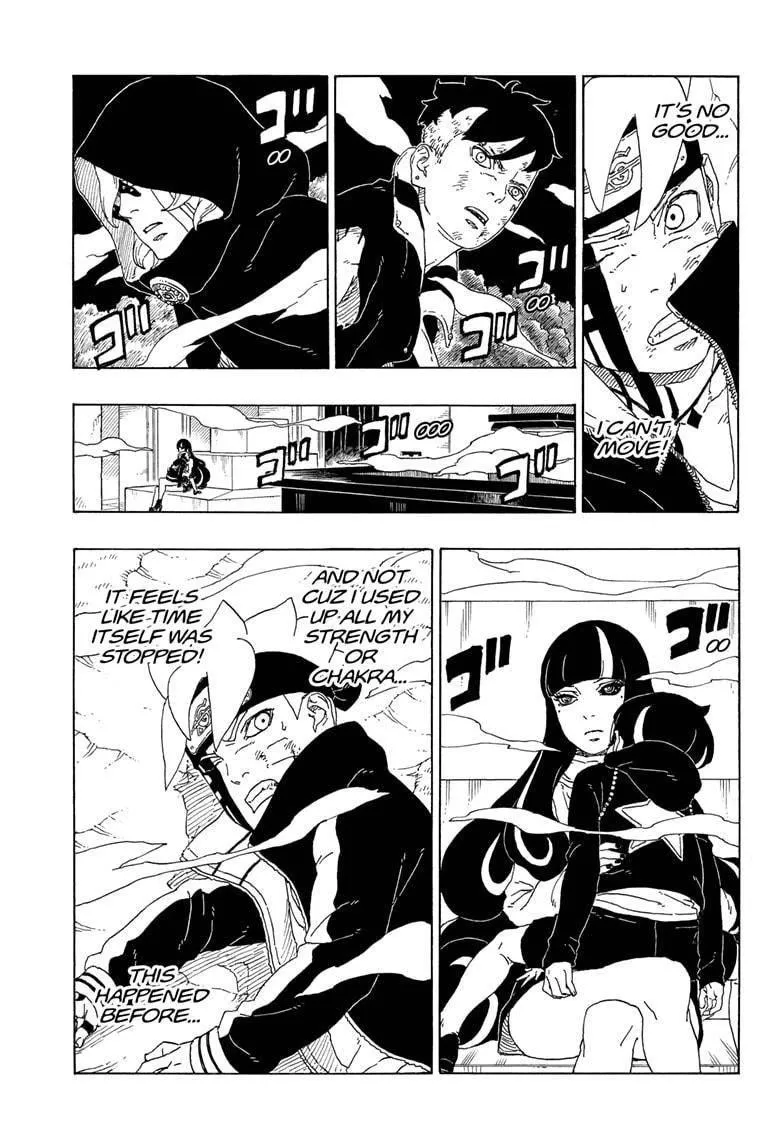 IT'S NO
GOOD...
I CAN'T
MOVE!
ゴ
ゴ
ゴ
ゴ
ゴ
ゴ
ゴ
ゴ
ゴ
AND NOT
CUZ I USED
UP ALL MY
STRENGTH
OR
CHAKRA...
IT FEELS
LIKE TIME
ITSELF WAS
STOPPED!
THIS
HAPPENED
BEFORE...